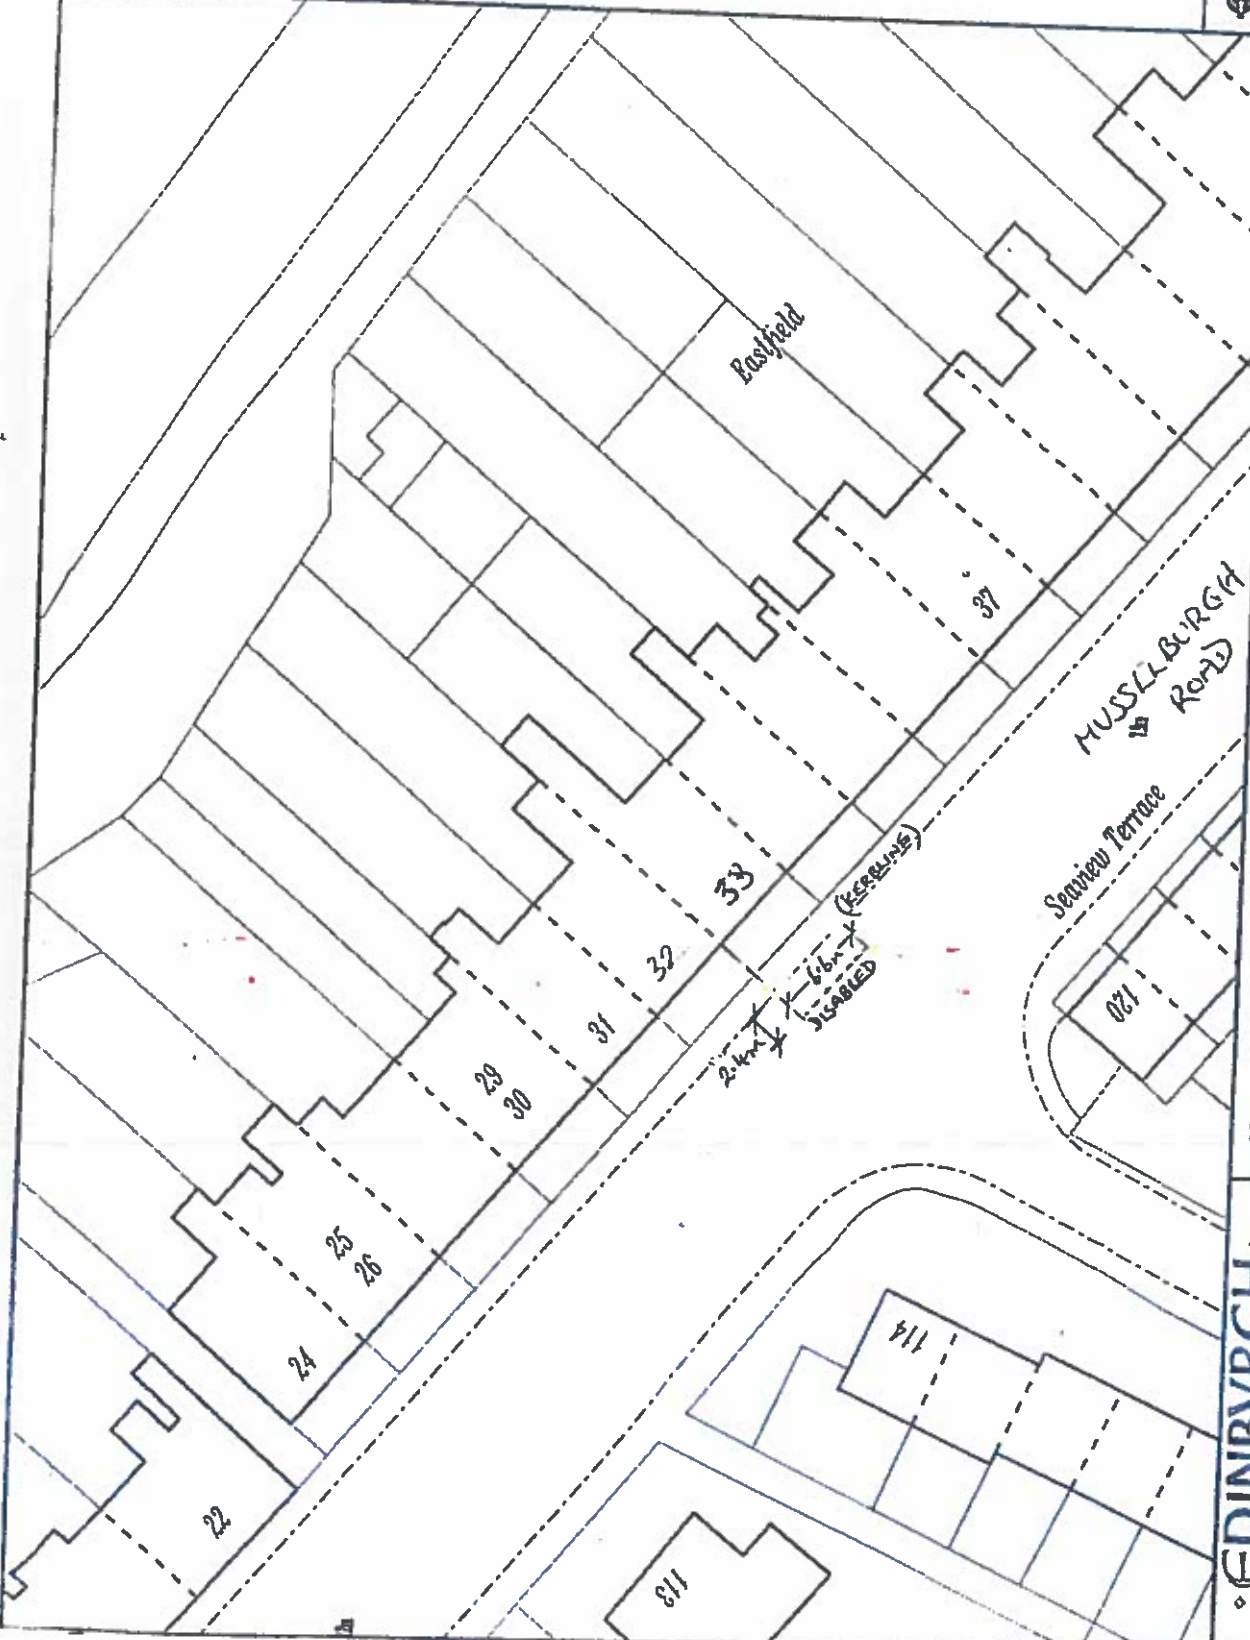 Eastfield
37
MUSSELBURGH
ROAD
Seaview Terrace
33
(KERBLINE)
32
6.6m
DISABLED
2.4m
31
29
30
120
25
26
24
114
22
113
EDINBVRGH